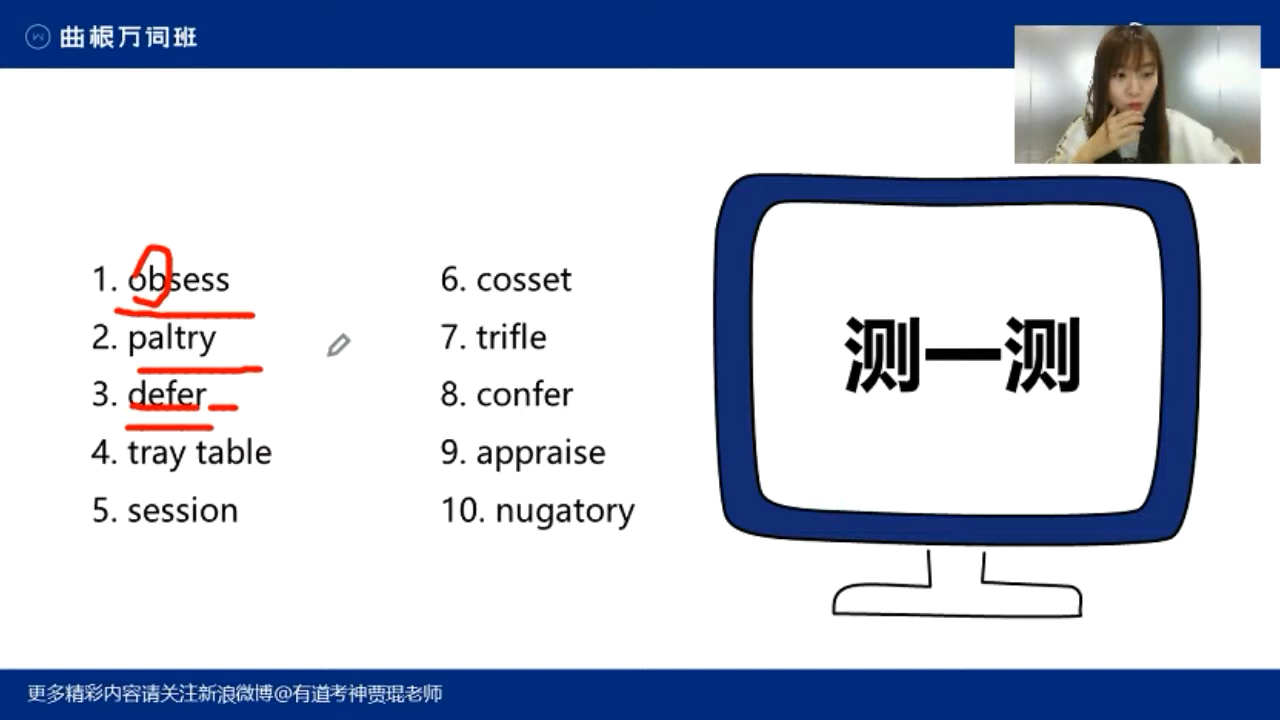 曲根万词班
1. obsess
2. paltry
3. defer
4. tray table
5. session
6. cosset
7. trifle
8. confer
9. appraise
10. nugatory
测一测
更多精彩内容请关注新浪微博@有道考神贾琨老师